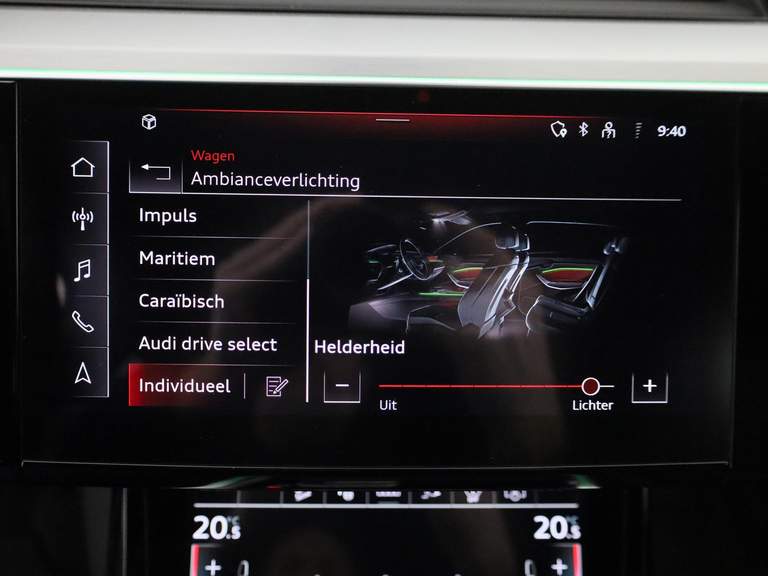 9:40
Wagen
Ambianceverlichting
Impuls
Maritiem
Caraïbisch
Audi drive select
Individueel
Helderheid
− +
Uit Lichter
20.5 °C 20.5 °C
+ +